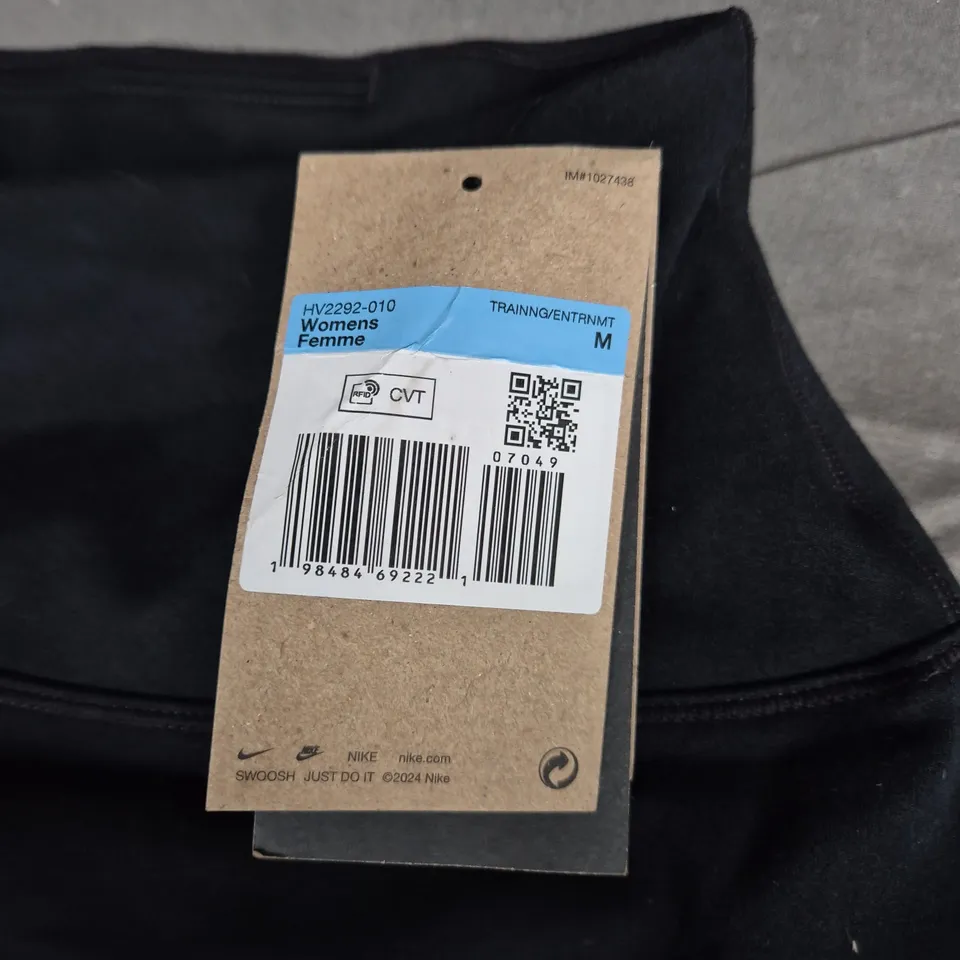 IM#1027438
HV2292-010
TRAINNG/ENTRNMT
Womens
Femme
M
RFID CVT
07049
1 98484 69222 1
NIKE nike.com
SWOOSH JUST DO IT ©2024 Nike